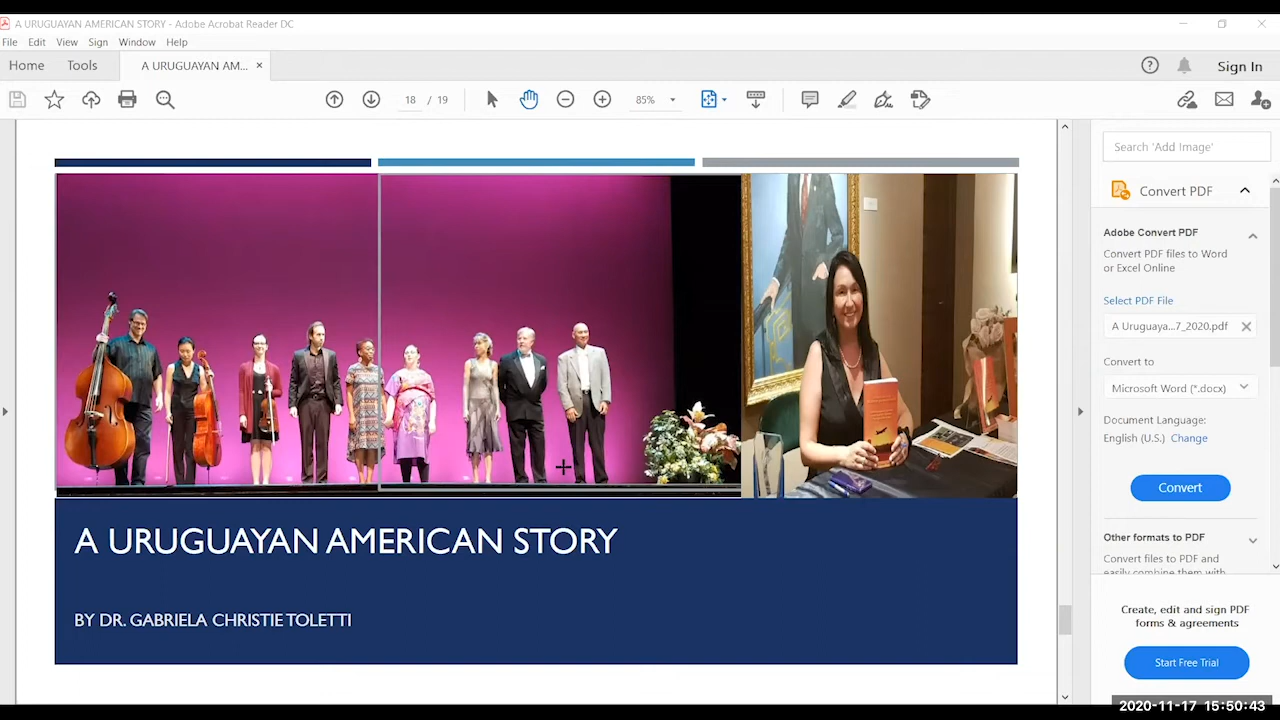 A URUGUAYAN AMERICAN STORY - Adobe Acrobat Reader DC
File Edit View Sign Window Help
Home Tools A URUGUAYAN AM... × Sign In
18 / 19 85%
Search 'Add Image'
Convert PDF
Adobe Convert PDF
Convert PDF files to Word
or Excel Online
Select PDF File
A Uruguaya...7_2020.pdf
Convert to
Microsoft Word (*.docx)
Document Language:
English (U.S.) Change
Convert
Other formats to PDF
Convert files to PDF and
easily combine them with
Create, edit and sign PDF
forms & agreements
Start Free Trial
A URUGUAYAN AMERICAN STORY
BY DR. GABRIELA CHRISTIE TOLETTI
2020-11-17 15:50:43